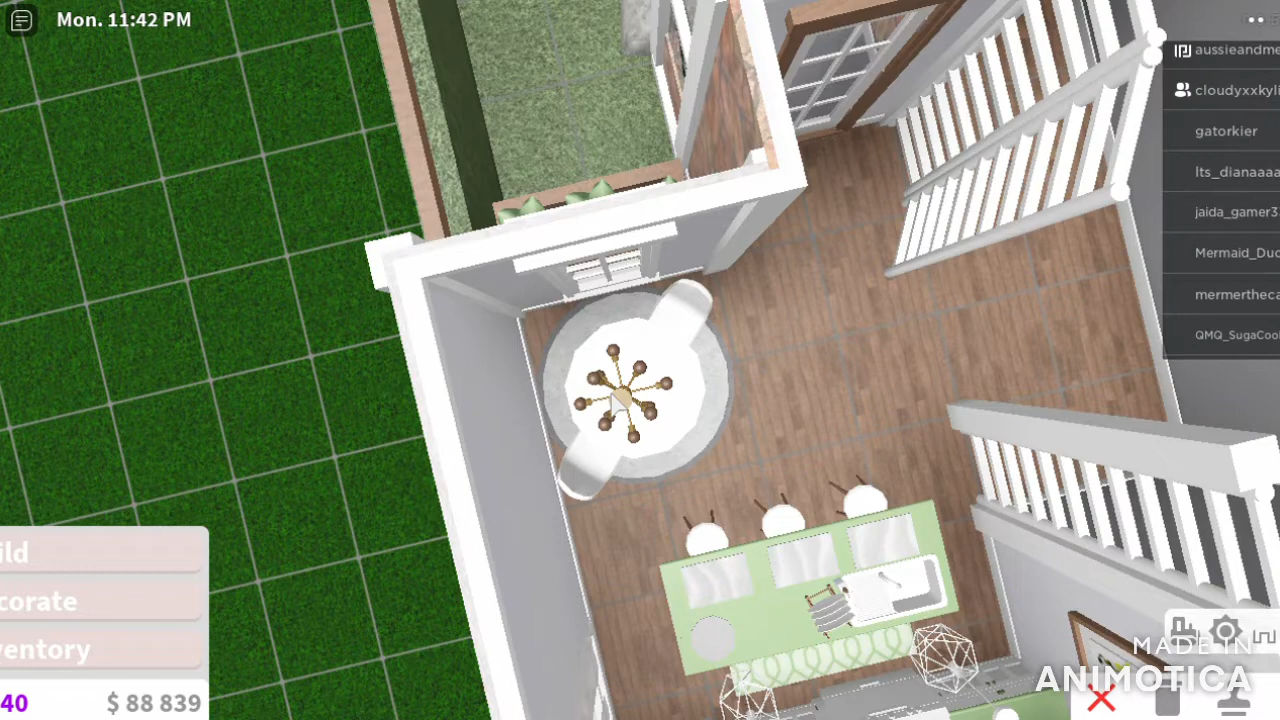 Mon. 11:42 PM
aussieandme
cloudyxxkyli
gatorkier
Its_dianaaaa
jaida_gamer3
Mermaid_Duc
mermertheca
QMQ_SugaCool
ild
corate
ventory
40 $ 88 839
MADE IN
ANIMOTICA